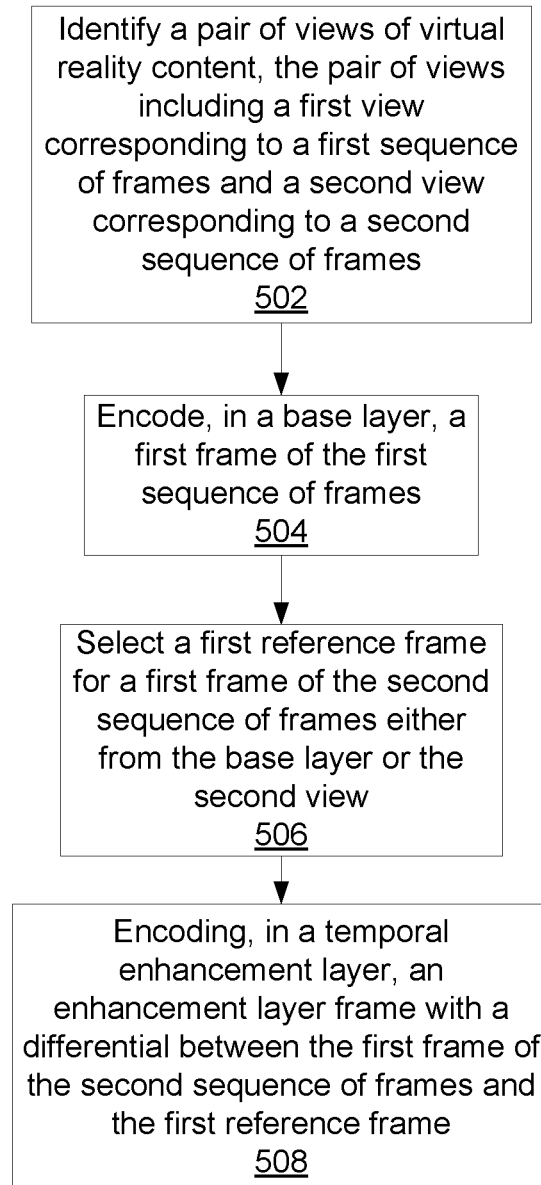 Identify a pair of views of virtual
reality content, the pair of views
including a first view
corresponding to a first sequence
of frames and a second view
corresponding to a second
sequence of frames
502
Encode, in a base layer, a
first frame of the first
sequence of frames
504
Select a first reference frame
for a first frame of the second
sequence of frames either
from the base layer or the
second view
506
Encoding, in a temporal
enhancement layer, an
enhancement layer frame with a
differential between the first frame of
the second sequence of frames and
the first reference frame
508